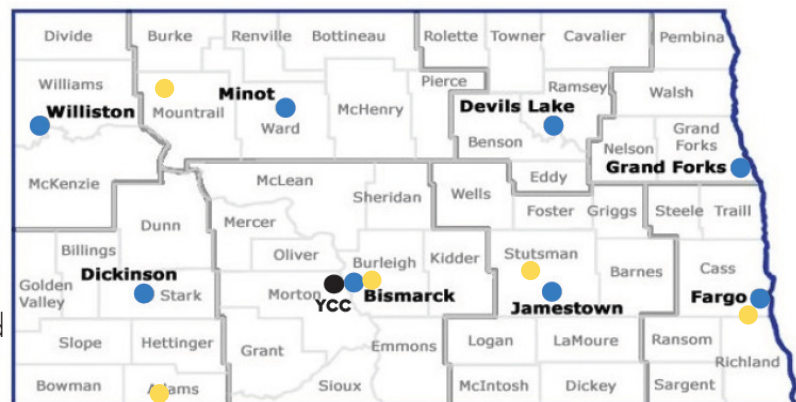 Divide
Burke
Renville
Bottineau
Rolette
Towner
Cavalier
Pembina
Williams
Williston
Mountrail
Minot
Ward
McHenry
Pierce
Devils Lake
Ramsey
Benson
Walsh
Nelson
Grand
Forks
Grand Forks
McKenzie
McLean
Sheridan
Wells
Eddy
Foster
Griggs
Steele
Traill
Dunn
Mercer
Oliver
Burleigh
Kidder
Stutsman
Barnes
Cass
Billings
Golden
Valley
Dickinson
Stark
Morton
YCC
Bismarck
Jamestown
Fargo
Slope
Hettinger
Grant
Emmons
Logan
LaMoure
Ransom
Richland
Bowman
Adams
Sioux
McIntosh
Dickey
Sargent